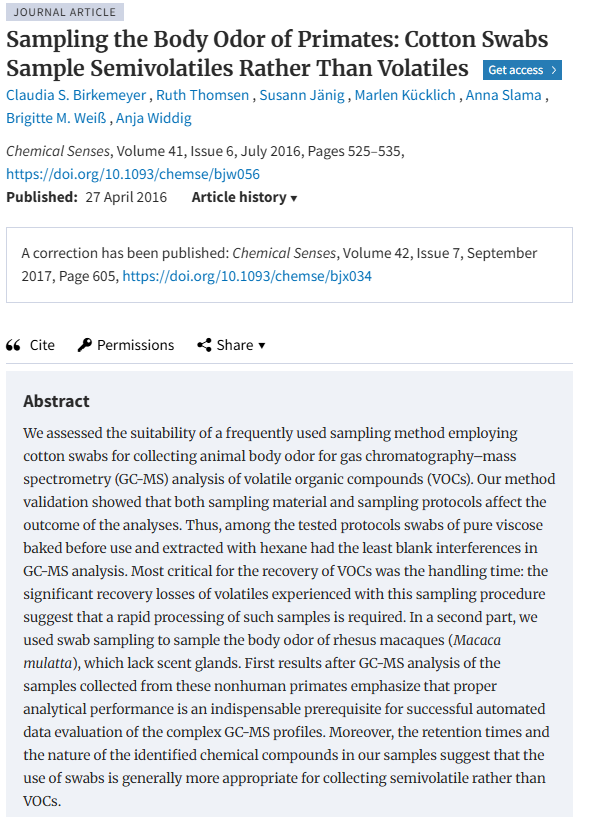 JOURNAL ARTICLE
Sampling the Body Odor of Primates: Cotton Swabs
Sample Semivolatiles Rather Than Volatiles Get access
Claudia S. Birkemeyer , Ruth Thomsen , Susann Jänig , Marlen Kücklich , Anna Slama ,
Brigitte M. Weiß , Anja Widdig
Chemical Senses, Volume 41, Issue 6, July 2016, Pages 525–535,
https://doi.org/10.1093/chemse/bjw056
Published: 27 April 2016 Article history
A correction has been published: Chemical Senses, Volume 42, Issue 7, September
2017, Page 605, https://doi.org/10.1093/chemse/bjx034
Cite Permissions Share
Abstract
We assessed the suitability of a frequently used sampling method employing
cotton swabs for collecting animal body odor for gas chromatography–mass
spectrometry (GC-MS) analysis of volatile organic compounds (VOCs). Our method
validation showed that both sampling material and sampling protocols affect the
outcome of the analyses. Thus, among the tested protocols swabs of pure viscose
baked before use and extracted with hexane had the least blank interferences in
GC-MS analysis. Most critical for the recovery of VOCs was the handling time: the
significant recovery losses of volatiles experienced with this sampling procedure
suggest that a rapid processing of such samples is required. In a second part, we
used swab sampling to sample the body odor of rhesus macaques (Macaca
mulatta), which lack scent glands. First results after GC-MS analysis of the
samples collected from these nonhuman primates emphasize that proper
analytical performance is an indispensable prerequisite for successful automated
data evaluation of the complex GC-MS profiles. Moreover, the retention times and
the nature of the identified chemical compounds in our samples suggest that the
use of swabs is generally more appropriate for collecting semivolatile rather than
VOCs.